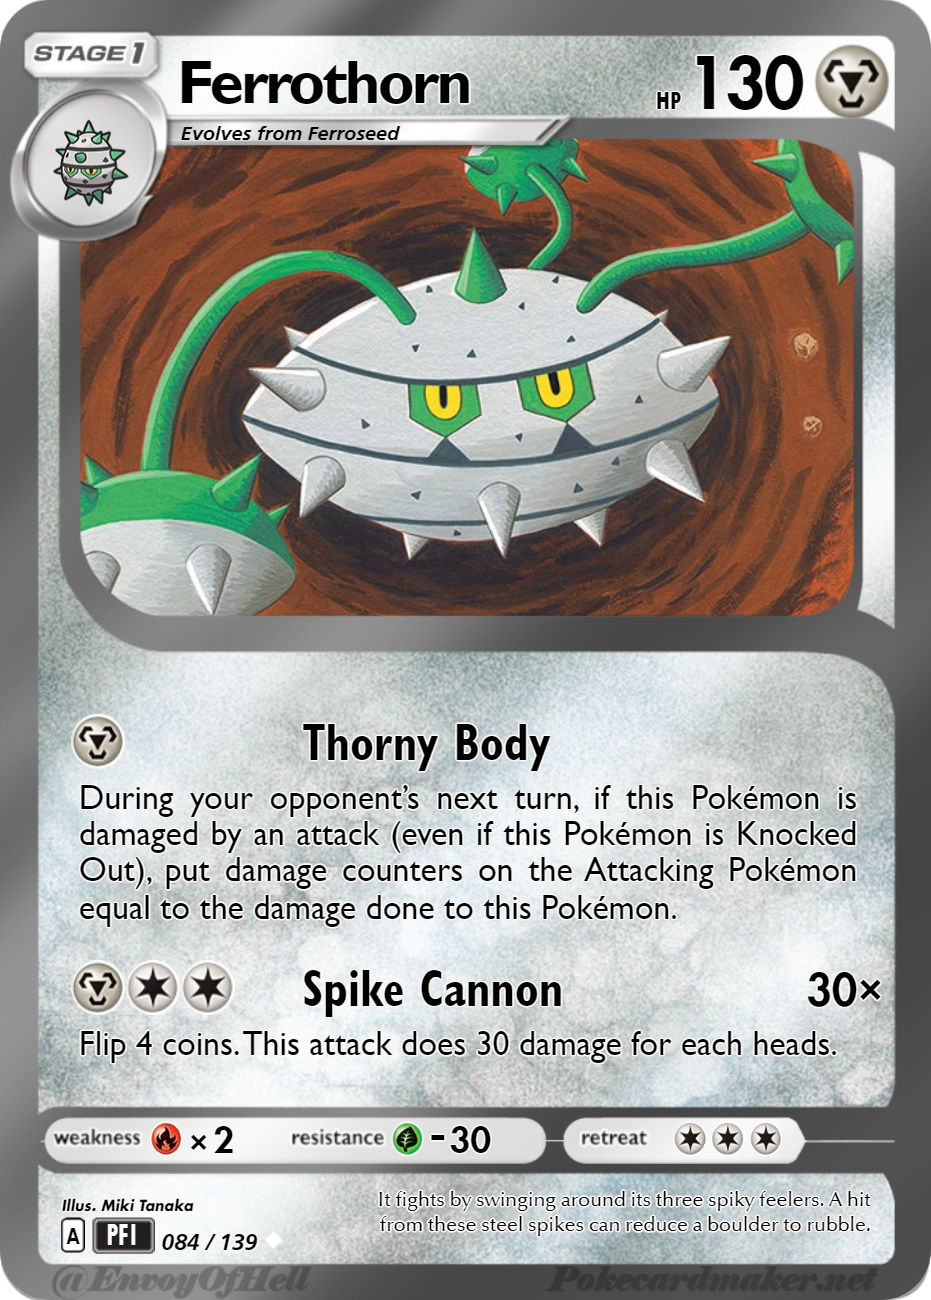 STAGE 1
Ferrothorn
HP 130
Evolves from Ferroseed
Thorny Body
During your opponent's next turn, if this Pokémon is
damaged by an attack (even if this Pokémon is Knocked
Out), put damage counters on the Attacking Pokémon
equal to the damage done to this Pokémon.
Spike Cannon 30×
Flip 4 coins. This attack does 30 damage for each heads.
weakness ×2 resistance -30 retreat
Illus. Miki Tanaka
It fights by swinging around its three spiky feelers. A hit
from these steel spikes can reduce a boulder to rubble.
A PFI 084 / 139
@EnvoyOfHell Pokecardmaker.net